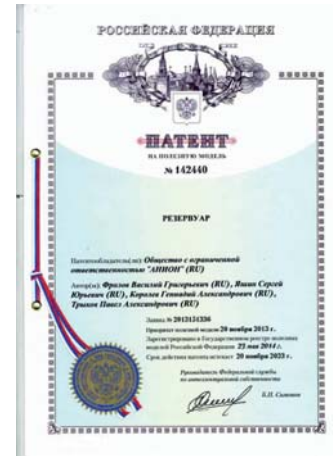 РОССИЙСКАЯ ФЕДЕРАЦИЯ
ПАТЕНТ
НА ПОЛЕЗНУЮ МОДЕЛЬ
№ 142440
РЕЗЕРВУАР
Патентообладатель(ли): Общество с ограниченной
ответственностью "АНИОН" (RU)
Автор(ы): Фролов Василий Григорьевич (RU), Яшин Сергей
Юрьевич (RU), Королев Геннадий Александрович (RU),
Трыков Павел Александрович (RU)
Заявка № 2013151336
Приоритет полезной модели 20 ноября 2013 г.
Зарегистрировано в Государственном реестре полезных
моделей Российской Федерации 23 мая 2014 г.
Срок действия патента истекает 20 ноября 2023 г.
Руководитель Федеральной службы
по интеллектуальной собственности
Б.П. Симонов